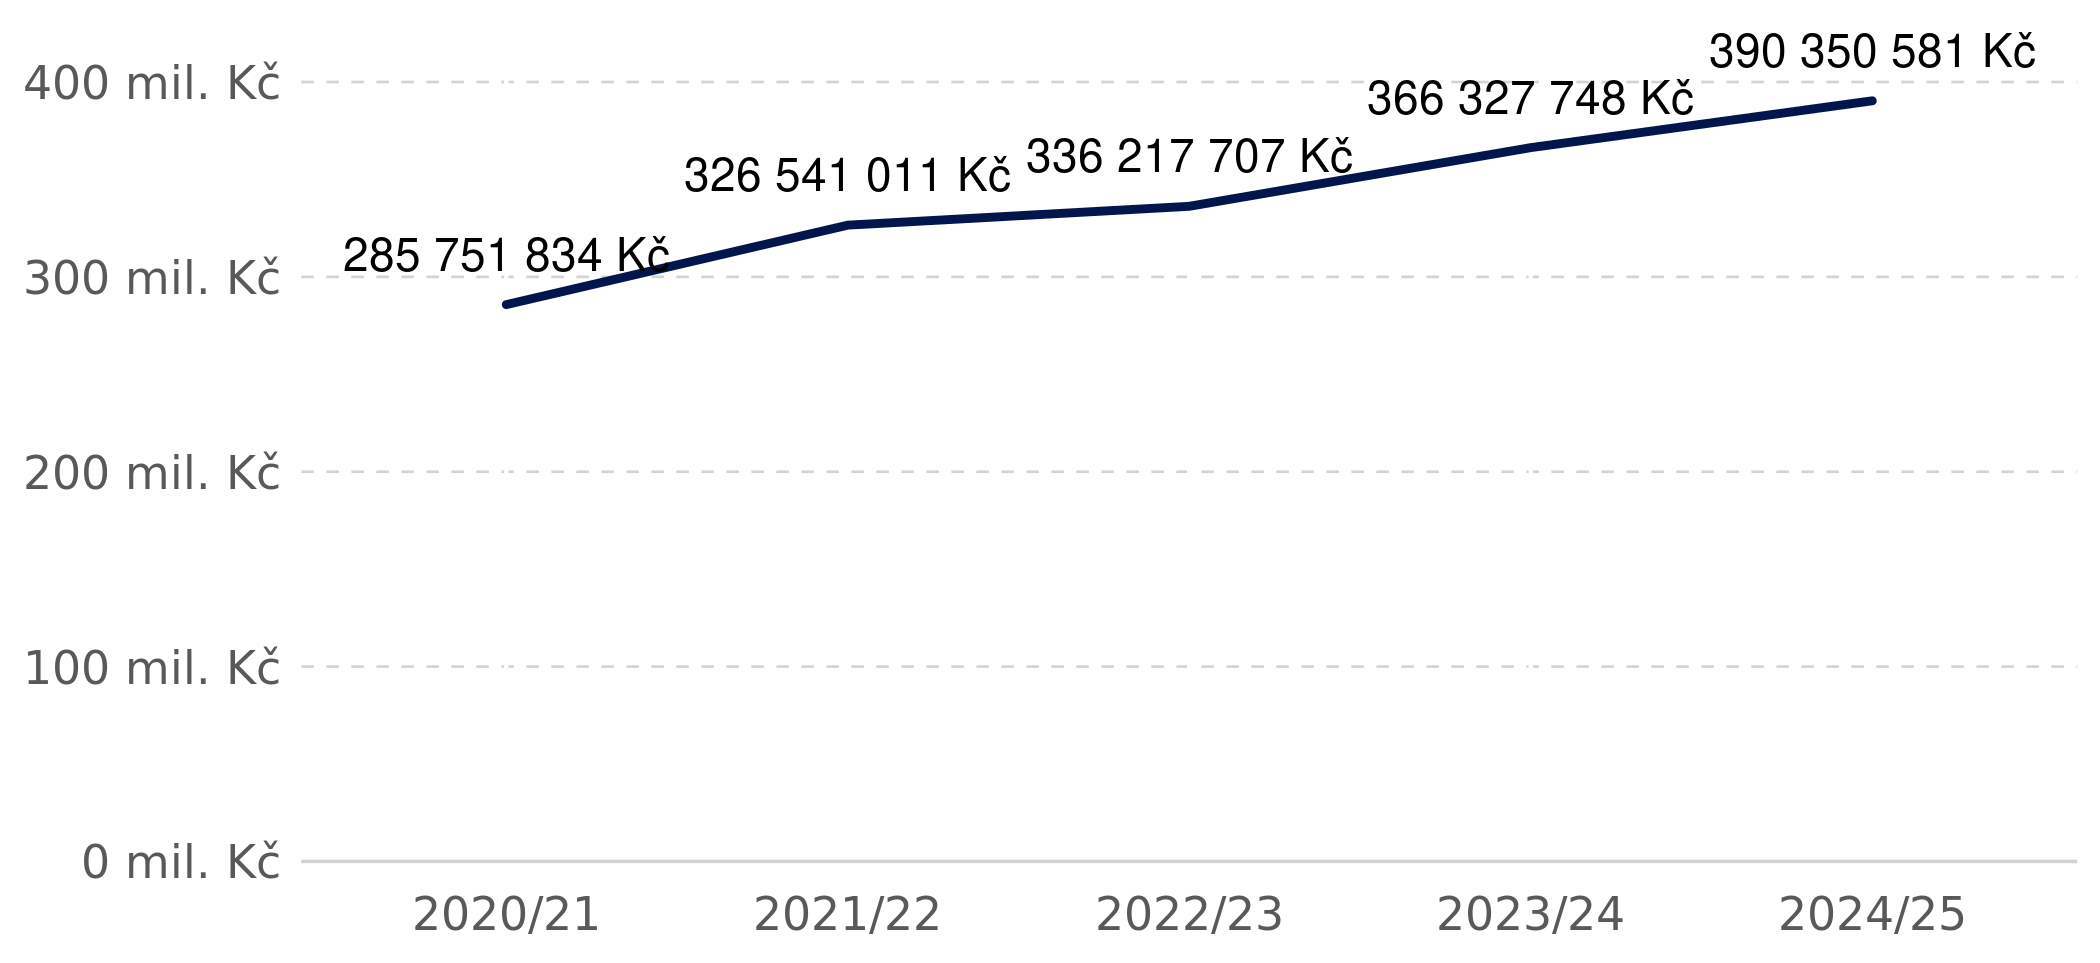 390 350 581 Kč
400 mil. Kč
366 327 748 Kč
336 217 707 Kč
326 541 011 Kč
285 751 834 Kč
300 mil. Kč
200 mil. Kč
100 mil. Kč
0 mil. Kč
2020/21 2021/22 2022/23 2023/24 2024/25